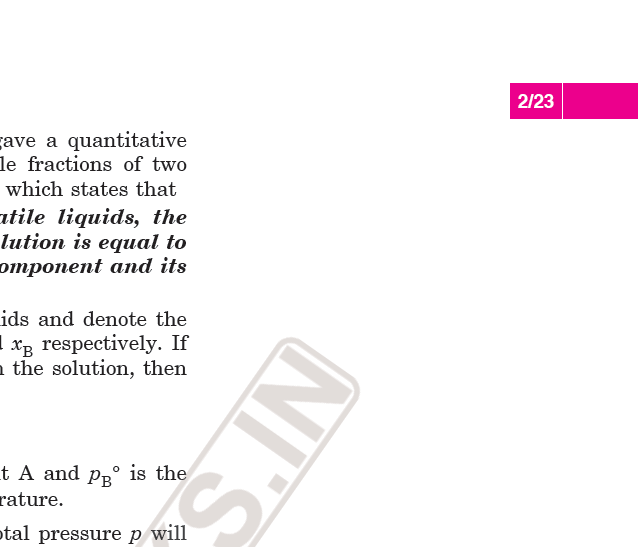 2/23
gave a quantitative
le fractions of two
which states that
atile liquids, the
lution is equal to
omponent and its
ids and denote the
x_B respectively. If
the solution, then
t A and p_B° is the
rature.
otal pressure p will
S.IN